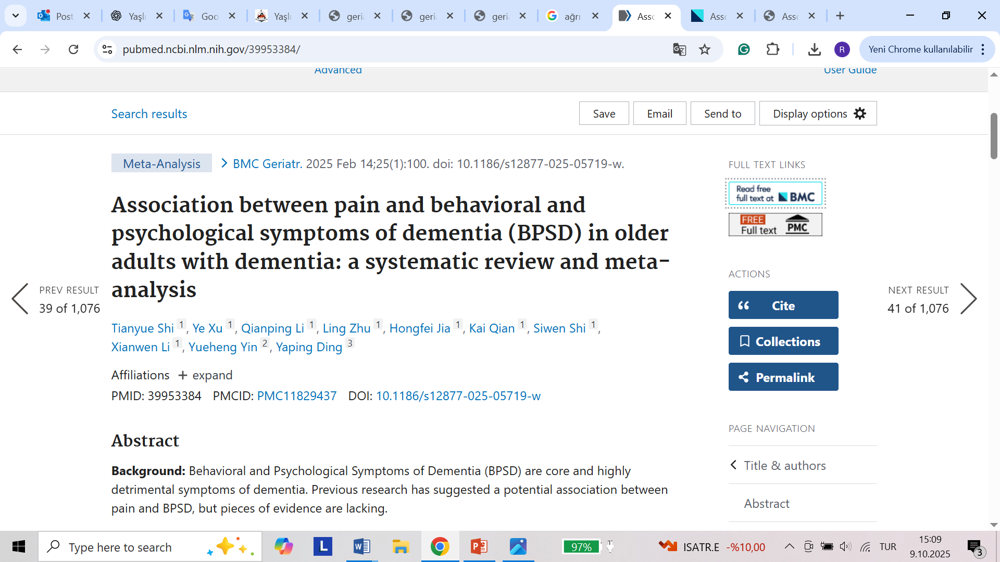 Post
Yaşlı
Goo
Yaşlı
geri
geri
geri
ağrı
Asso
Asso
Asso
pubmed.ncbi.nlm.nih.gov/39953384/
R
Yeni Chrome kullanılabilir
Advanced
User Guide
Search results
Save
Email
Send to
Display options
Meta-Analysis
BMC Geriatr. 2025 Feb 14;25(1):100. doi: 10.1186/s12877-025-05719-w.
Association between pain and behavioral and
psychological symptoms of dementia (BPSD) in older
adults with dementia: a systematic review and meta-
analysis
Tianyue Shi 1, Ye Xu 1, Qianping Li 1, Ling Zhu 1, Hongfei Jia 1, Kai Qian 1, Siwen Shi 1,
Xianwen Li 1, Yueheng Yin 2, Yaping Ding 3
Affiliations + expand
PMID: 39953384 PMCID: PMC11829437 DOI: 10.1186/s12877-025-05719-w
Abstract
Background: Behavioral and Psychological Symptoms of Dementia (BPSD) are core and highly
detrimental symptoms of dementia. Previous research has suggested a potential association between
pain and BPSD, but pieces of evidence are lacking.
PREV RESULT
39 of 1,076
NEXT RESULT
41 of 1,076
FULL TEXT LINKS
Read free
full text at BMC
FREE
Full text PMC
ACTIONS
Cite
Collections
Permalink
PAGE NAVIGATION
Title & authors
Abstract
Type here to search
L
W
P
97%
ISATR.E -%10,00
TUR
15:09
9.10.2025
3